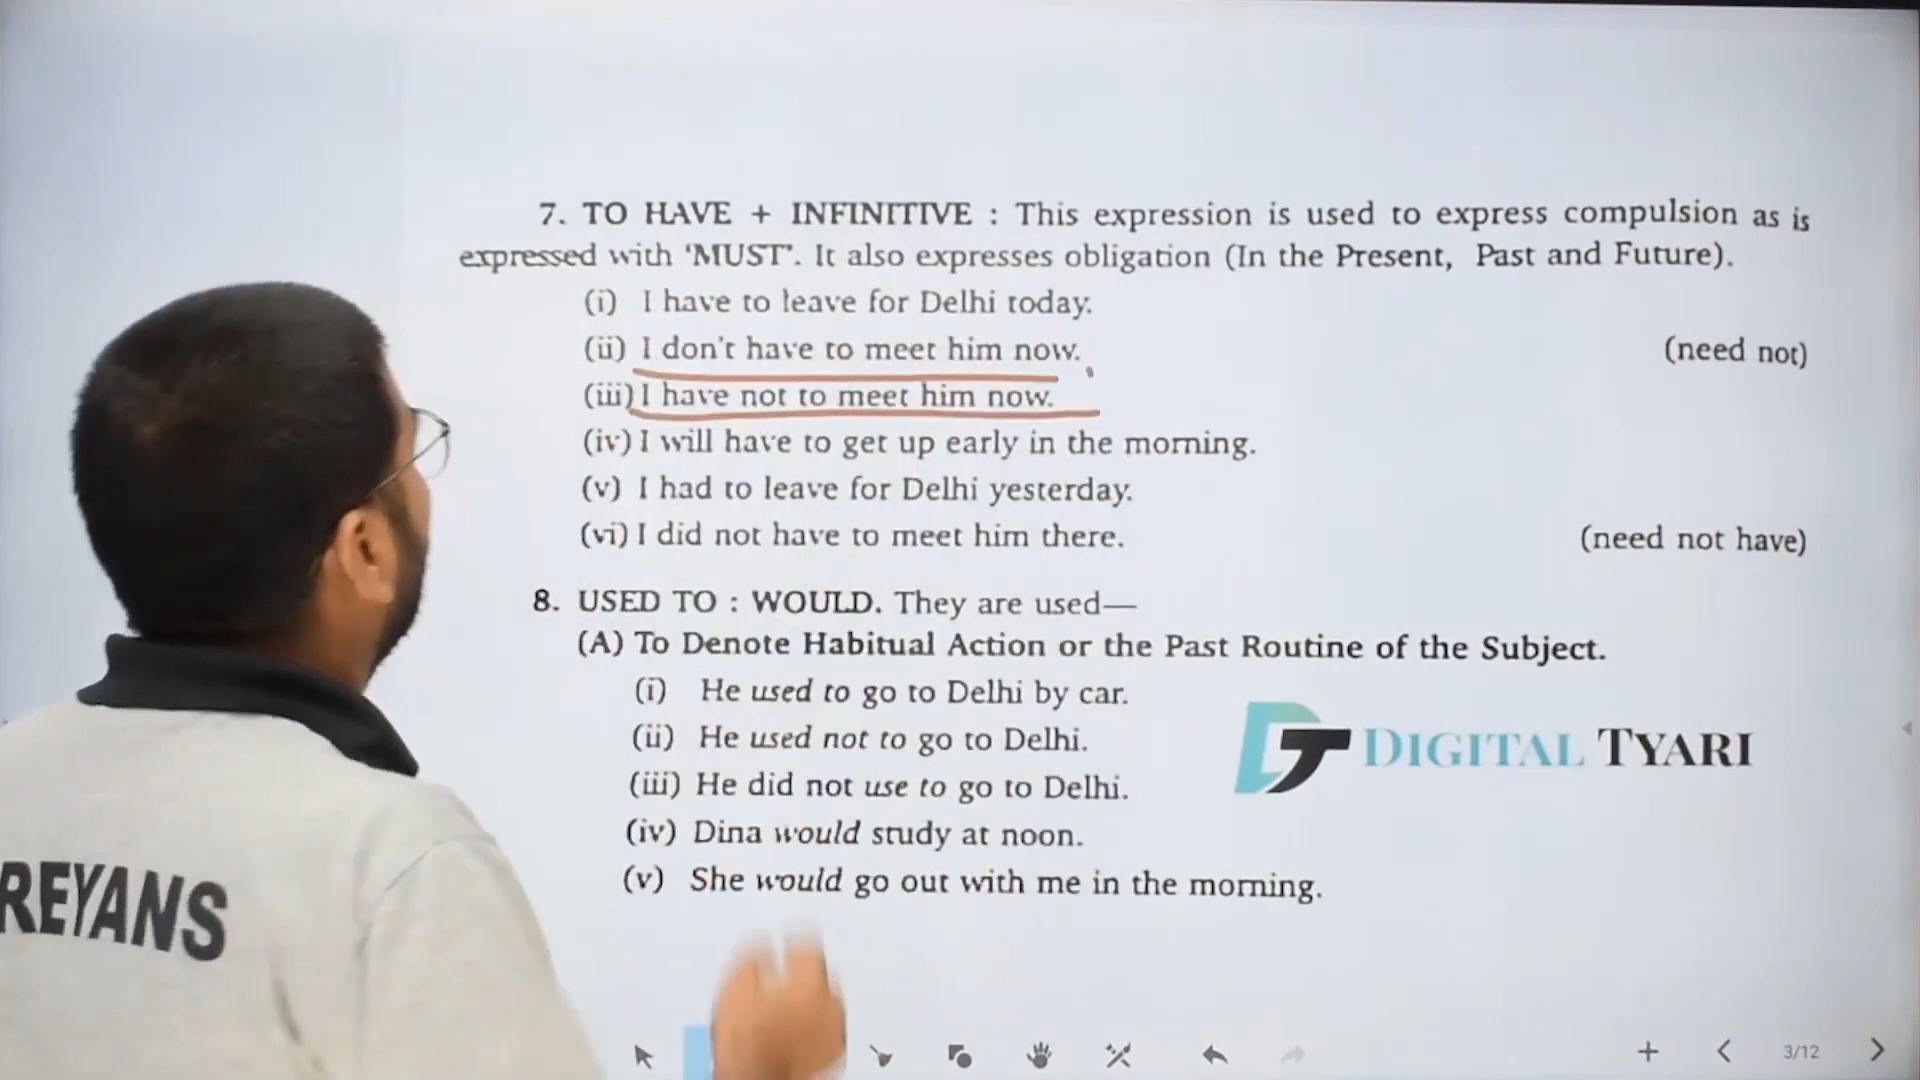 7. TO HAVE + INFINITIVE : This expression is used to express compulsion as is
expressed with 'MUST'. It also expresses obligation (In the Present, Past and Future).
(i) I have to leave for Delhi today.
(ii) I don't have to meet him now. (need not)
(iii) I have not to meet him now.
(iv) I will have to get up early in the morning.
(v) I had to leave for Delhi yesterday.
(vi) I did not have to meet him there. (need not have)
8. USED TO : WOULD. They are used—
(A) To Denote Habitual Action or the Past Routine of the Subject.
(i) He used to go to Delhi by car.
(ii) He used not to go to Delhi.
(iii) He did not use to go to Delhi.
(iv) Dina would study at noon.
(v) She would go out with me in the morning.
DT DIGITAL TYARI
REYANS
3/12